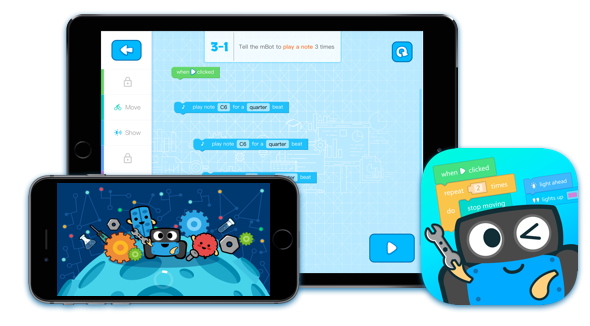 3-1 Tell the mBot to play a note 3 times
when clicked
Move
play note C6 for a quarter beat
Show
play note C6 for a quarter beat
when clicked
repeat 2 times
light ahead
do stop moving
lights up